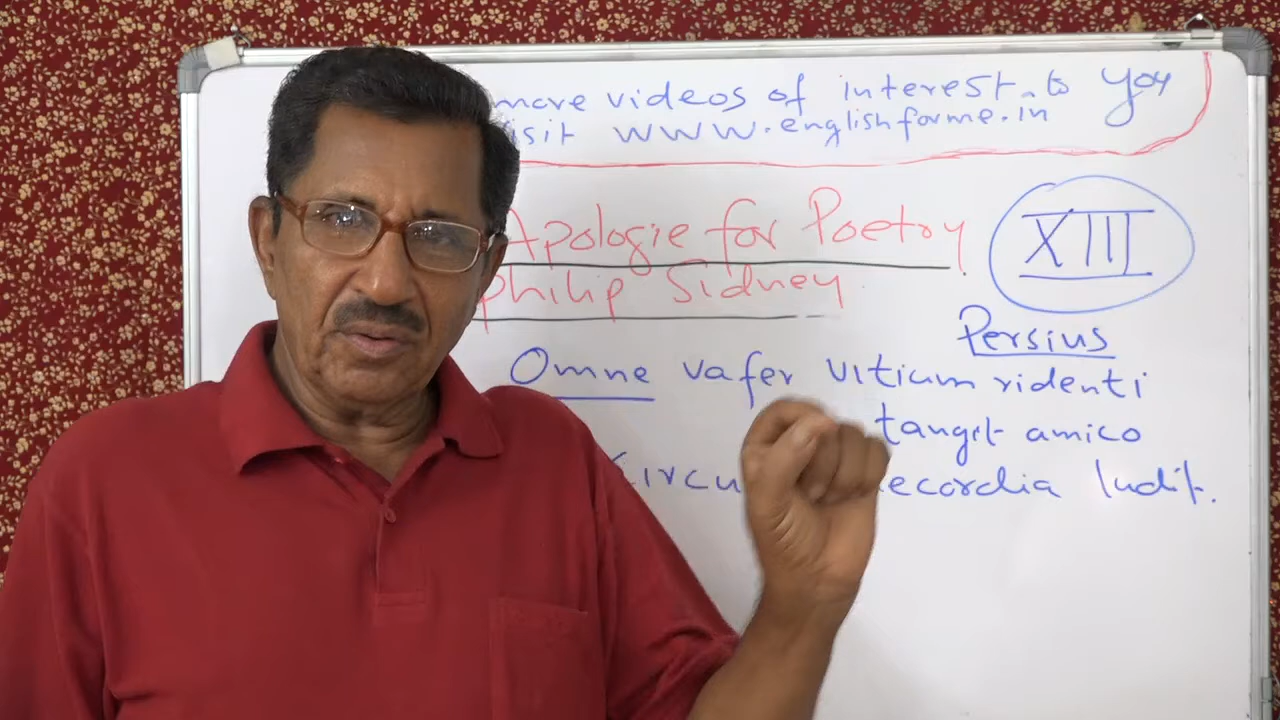 more videos of interest to you
visit www.englishforme.in
Apologie for Poetry
XIII
Philip Sidney
Persius
Omne vafer vitium ridenti
tangit amico
Circu ecordia ludit.